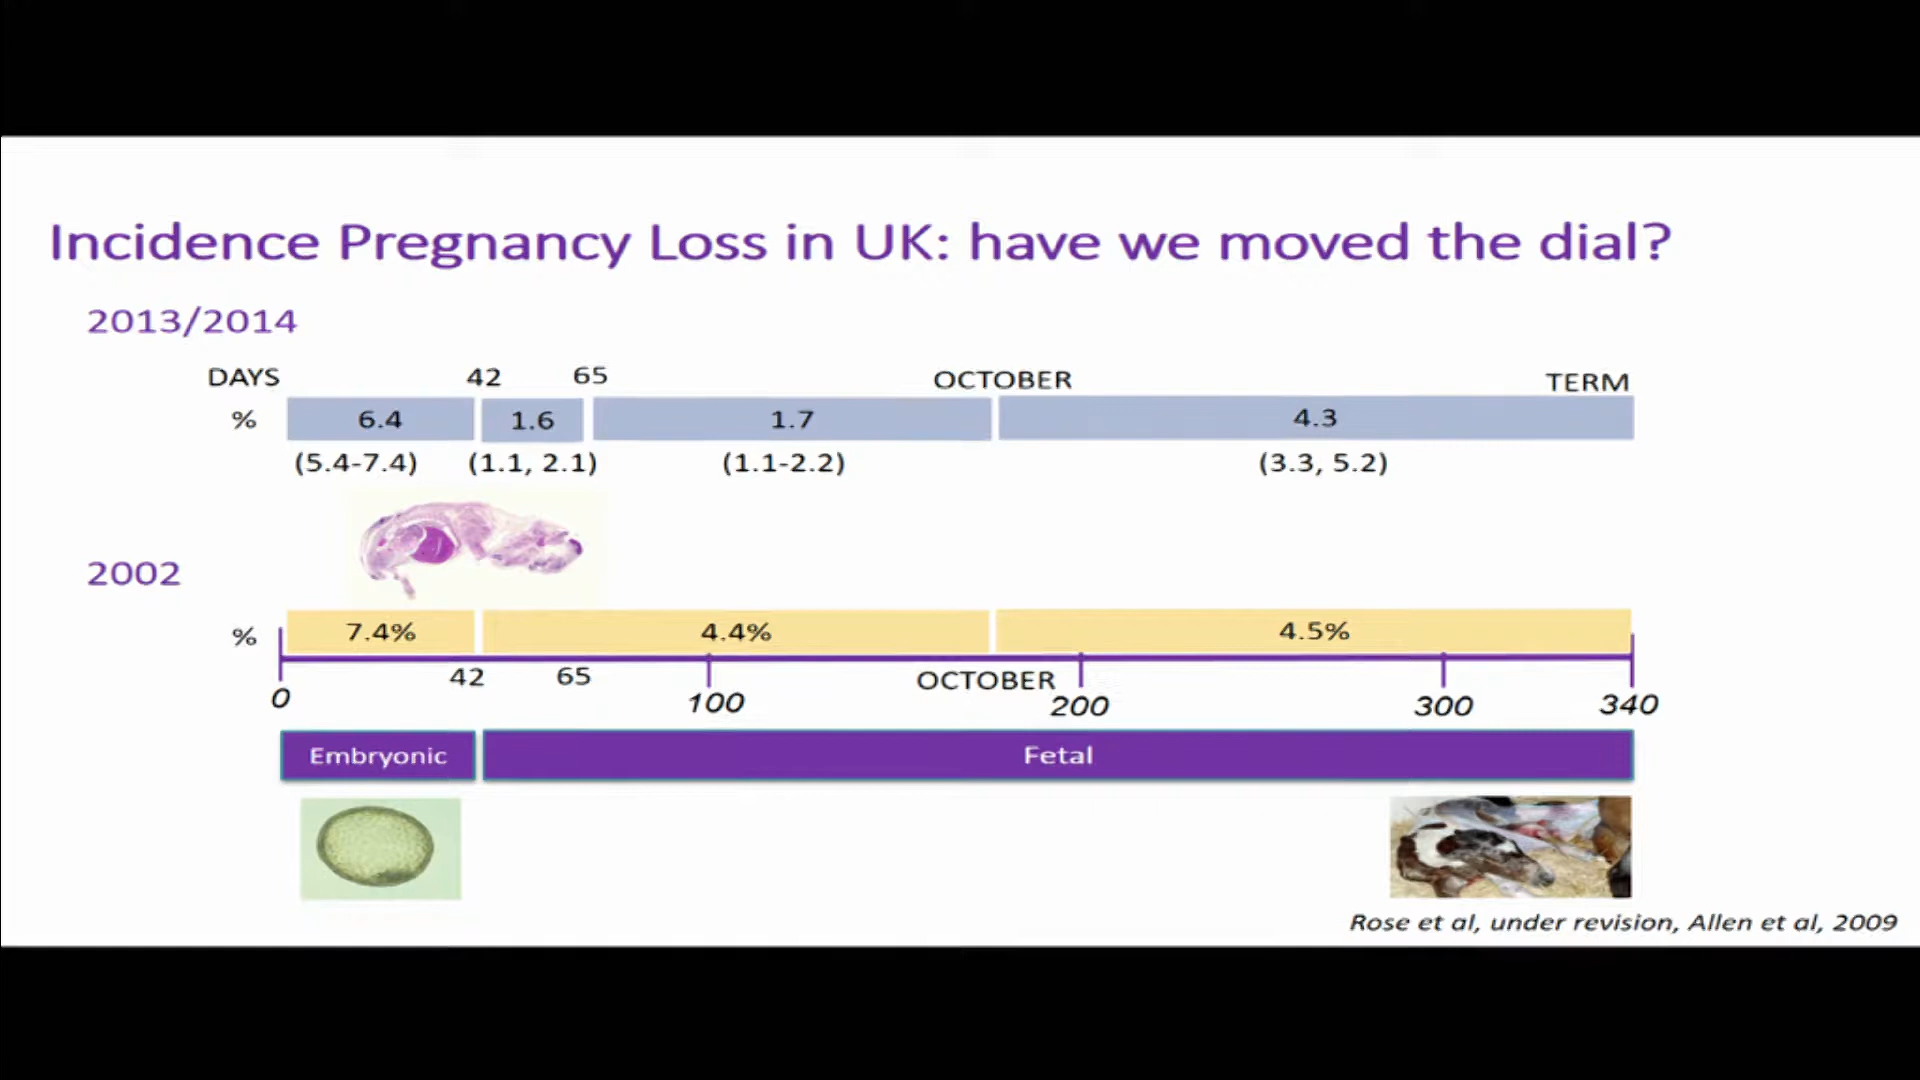 Incidence Pregnancy Loss in UK: have we moved the dial?
2013/2014
DAYS 42 65 OCTOBER TERM
% 6.4 1.6 1.7 4.3
(5.4-7.4) (1.1, 2.1) (1.1-2.2) (3.3, 5.2)
2002
% 7.4% 4.4% 4.5%
42 65 OCTOBER
0 100 200 300 340
Embryonic Fetal
Rose et al, under revision, Allen et al, 2009